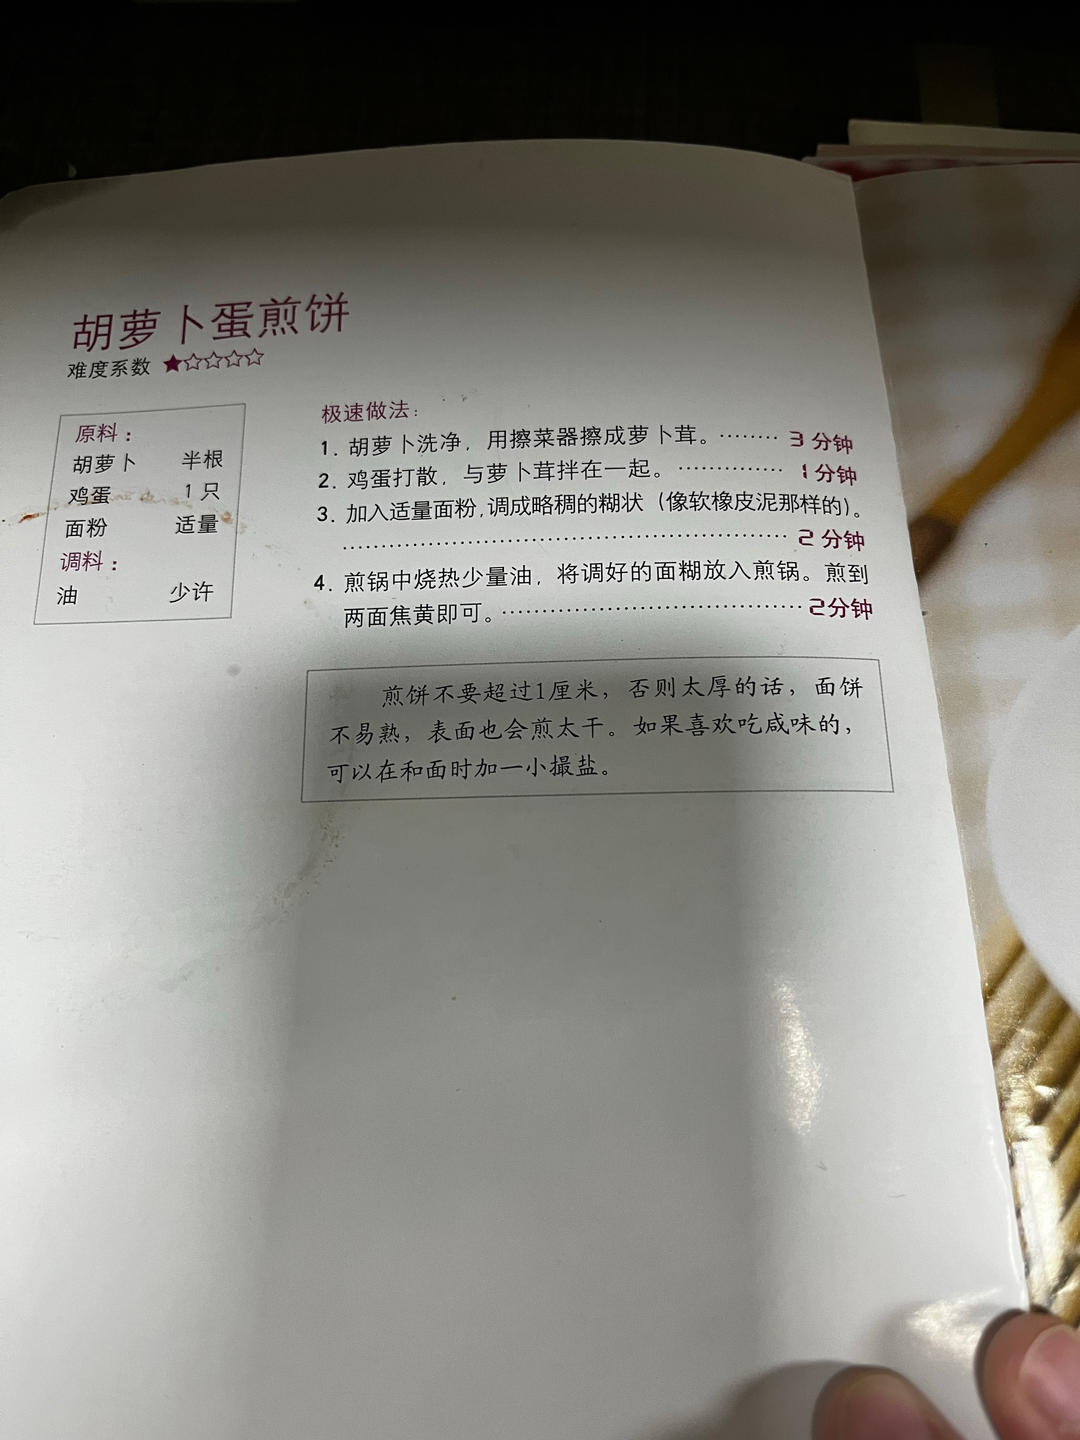 胡萝卜蛋煎饼
难度系数 ★☆☆☆☆
原料：
胡萝卜 半根
鸡蛋 1只
面粉 适量
调料：
油 少许
极速做法：
1. 胡萝卜洗净，用擦菜器擦成萝卜茸。········ 3分钟
2. 鸡蛋打散，与萝卜茸拌在一起。·············· 1分钟
3. 加入适量面粉，调成略稠的糊状（像软橡皮泥那样的）。
·························································· 2分钟
4. 煎锅中烧热少量油，将调好的面糊放入煎锅。煎到
两面焦黄即可。······································· 2分钟
煎饼不要超过1厘米，否则太厚的话，面饼
不易熟，表面也会煎太干。如果喜欢吃咸味的，
可以在和面时加一小撮盐。